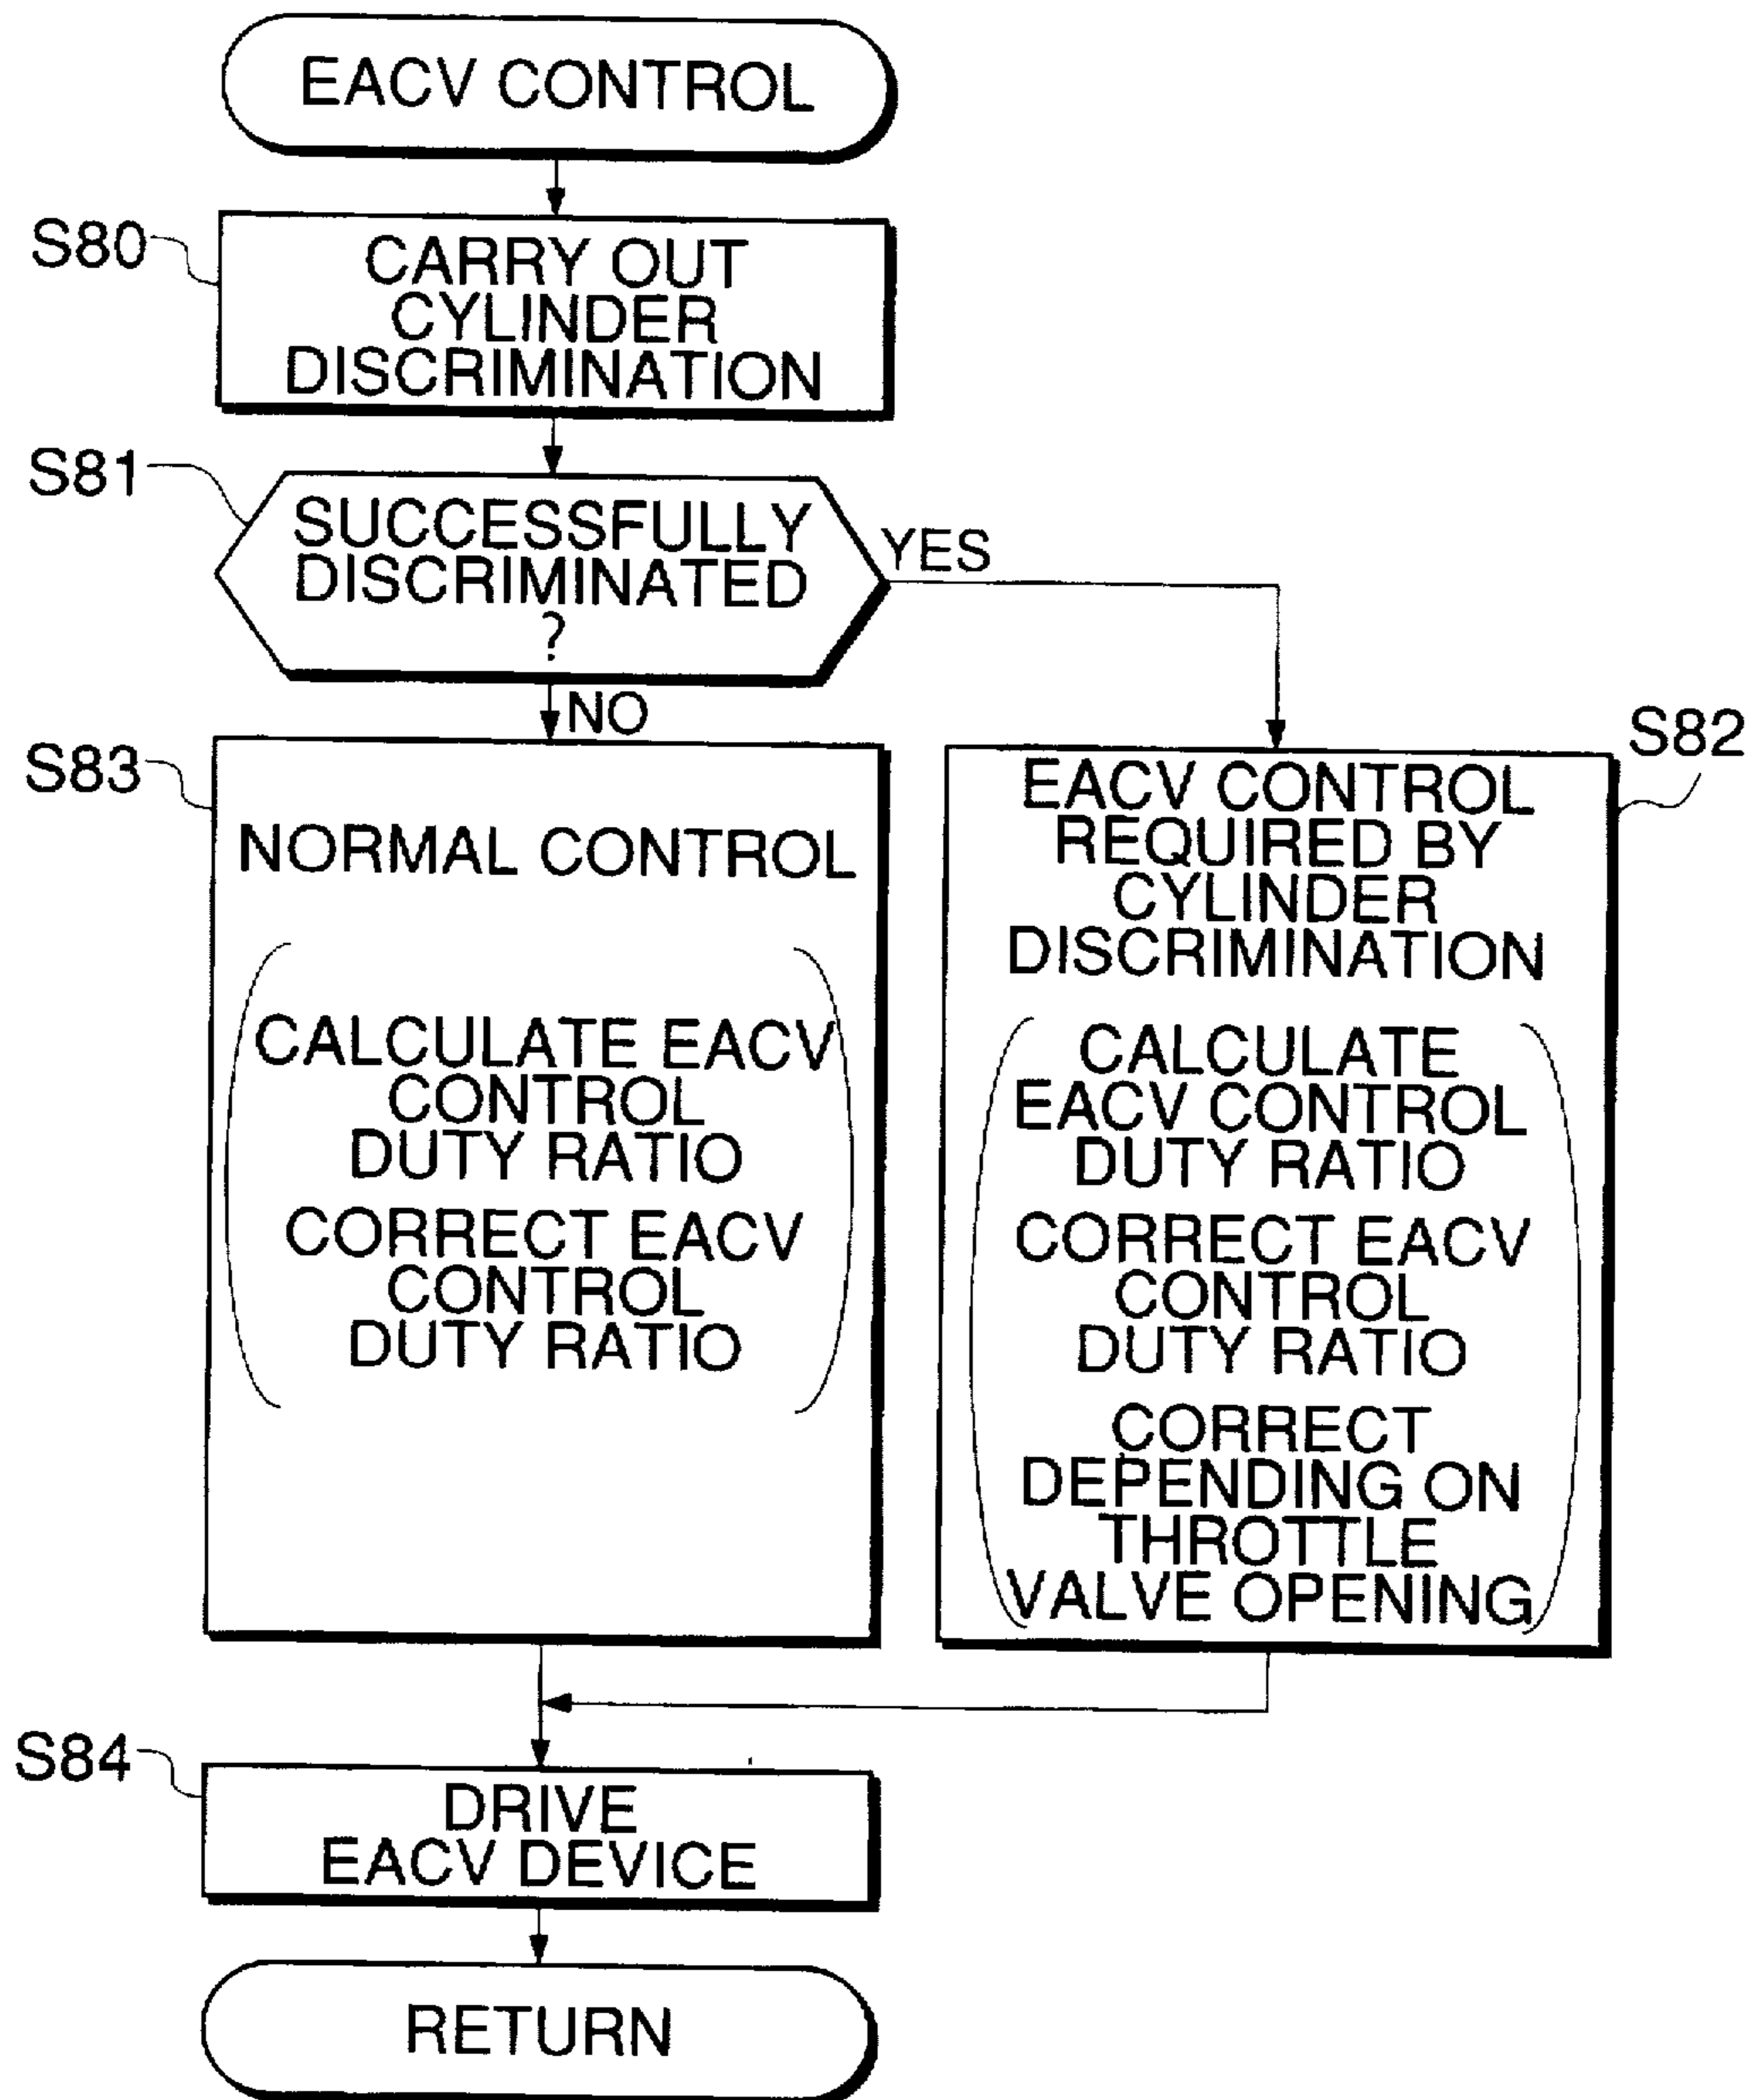 EACV CONTROL
S80
CARRY OUT
CYLINDER
DISCRIMINATION
S81
SUCCESSFULLY
DISCRIMINATED
?
YES
NO
S83
NORMAL CONTROL
CALCULATE EACV
CONTROL
DUTY RATIO
CORRECT EACV
CONTROL
DUTY RATIO
S82
EACV CONTROL
REQUIRED BY
CYLINDER
DISCRIMINATION
CALCULATE
EACV CONTROL
DUTY RATIO
CORRECT EACV
CONTROL
DUTY RATIO
CORRECT
DEPENDING ON
THROTTLE
VALVE OPENING
S84
DRIVE
EACV DEVICE
RETURN